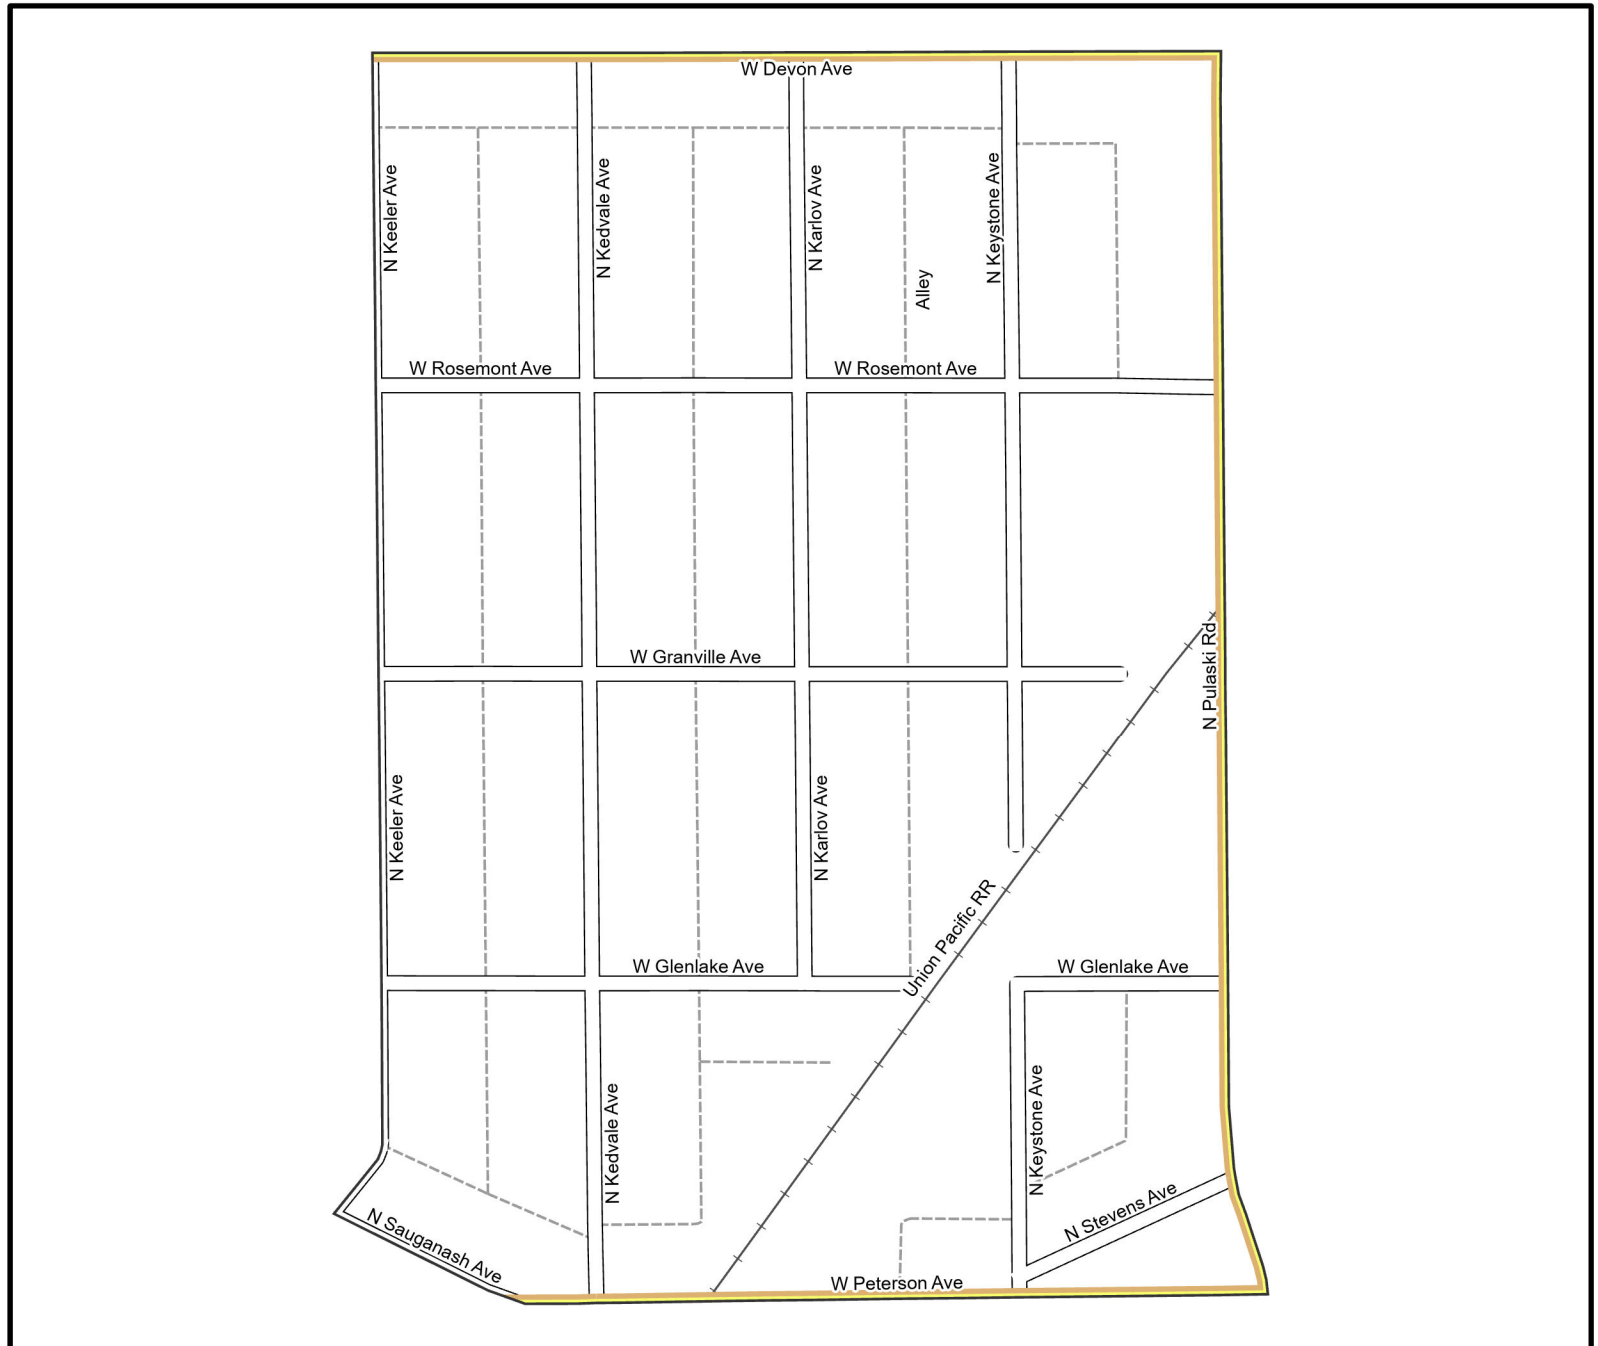 W Devon Ave
N Keeler Ave
N Kedvale Ave
N Karlov Ave
N Keystone Ave
Alley
W Rosemont Ave
W Rosemont Ave
W Granville Ave
N Pulaski Rd
N Keeler Ave
N Karlov Ave
Union Pacific RR
W Glenlake Ave
W Glenlake Ave
N Kedvale Ave
N Keystone Ave
N Stevens Ave
N Sauganash Ave
W Peterson Ave